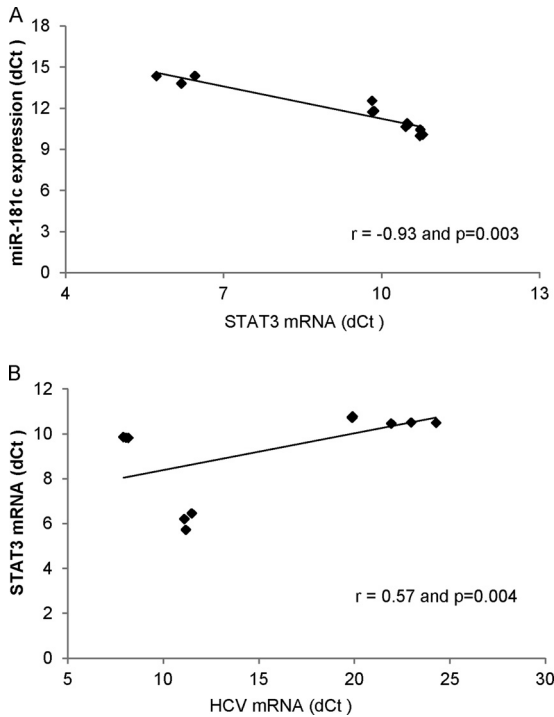 A
miR-181c expression (dCt )
18
15
12
9
6
3
0
r = -0.93 and p=0.003
4 7 10 13
STAT3 mRNA (dCt )
B
STAT3 mRNA (dCt )
12
10
8
6
4
2
0
r = 0.57 and p=0.004
5 10 15 20 25 30
HCV mRNA (dCt )